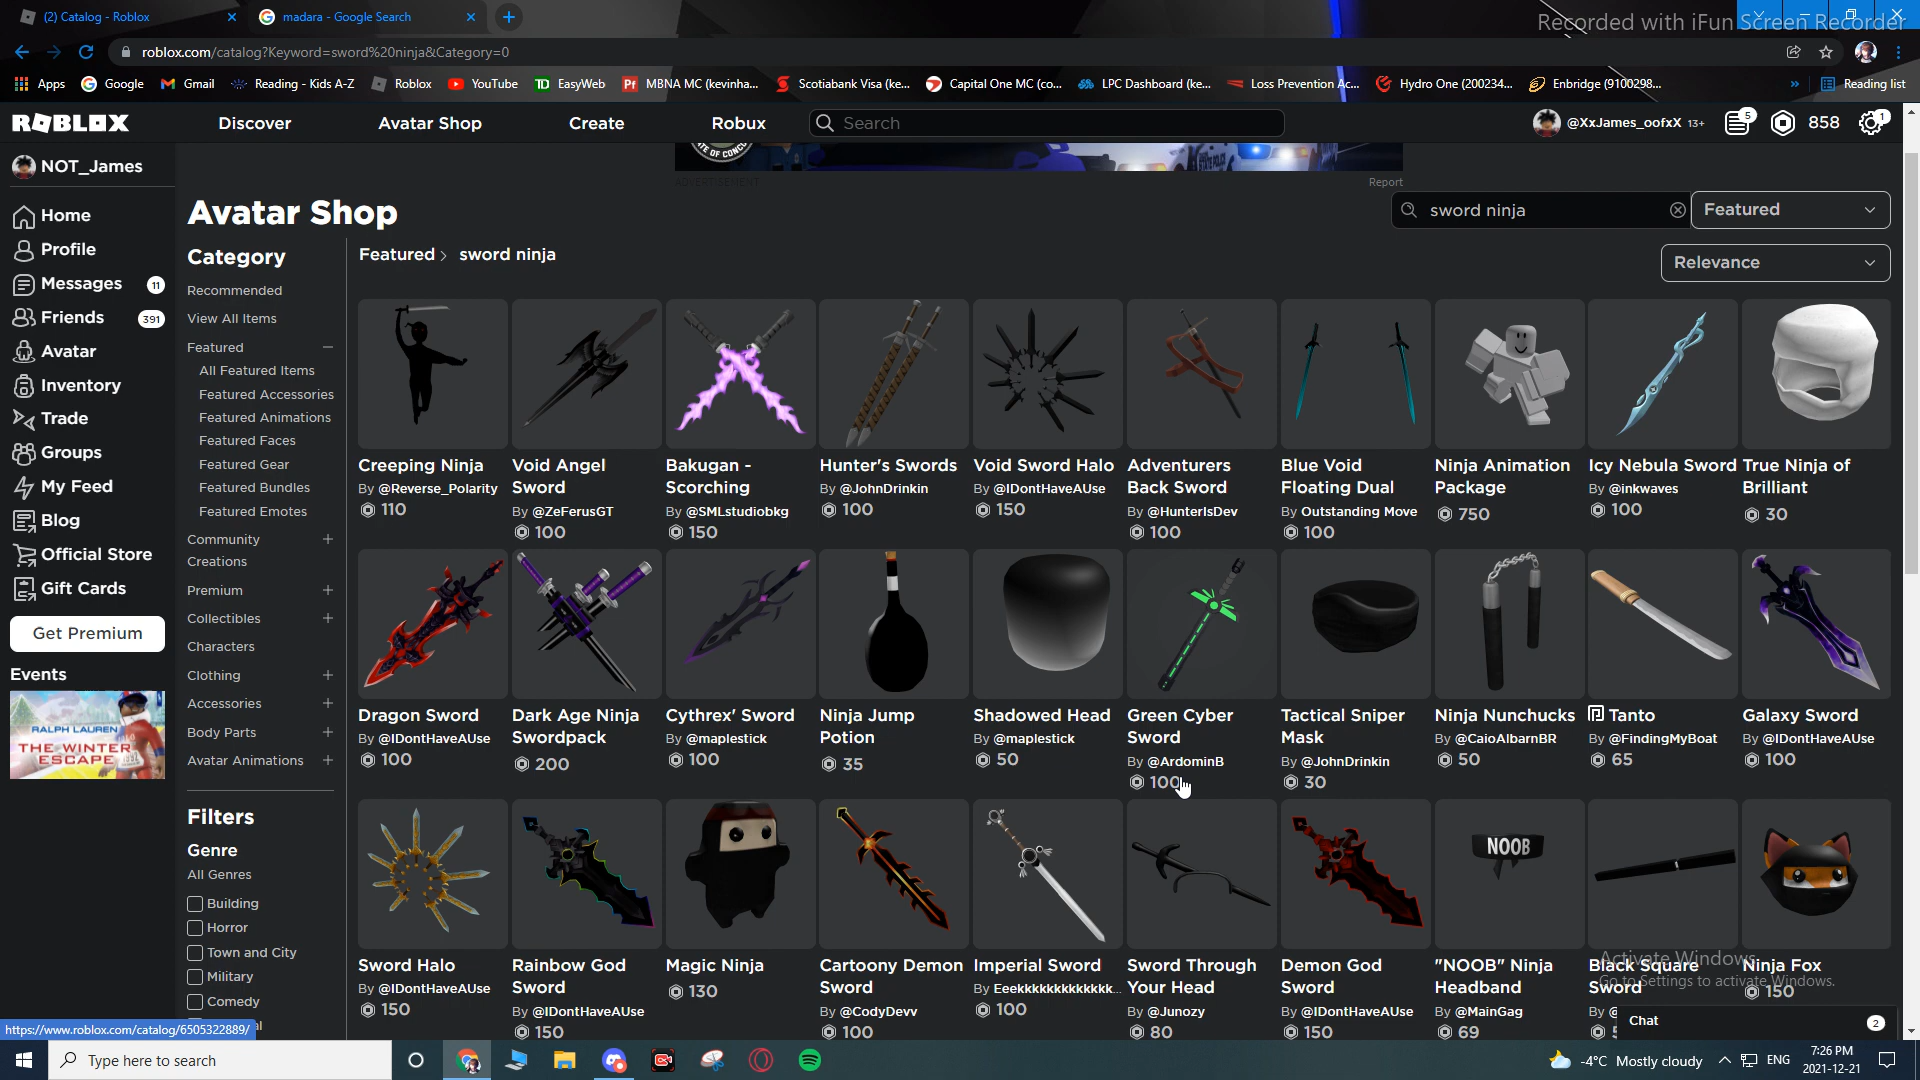 (2) Catalog - Roblox
madara - Google Search
Recorded with iFun Screen Recorder
roblox.com/catalog?Keyword=sword%20ninja&Category=0
Apps
Google
Gmail
Reading - Kids A-Z
Roblox
YouTube
EasyWeb
MBNA MC (kevinha...
Scotiabank Visa (ke...
Capital One MC (co...
LPC Dashboard (ke...
Loss Prevention Ac...
Hydro One (200234...
Enbridge (9100298...
»
Reading list
ROBLOX
Discover
Avatar Shop
Create
Robux
Search
@XxJames_oofxX 13+
5
858
1
NOT_James
Home
Profile
Messages 11
Friends 391
Avatar
Inventory
Trade
Groups
My Feed
Blog
Official Store
Gift Cards
Get Premium
Events
RALPH LAUREN
THE WINTER
ESCAPE
ADVERTISEMENT
Report
Avatar Shop
sword ninja
Featured
Category
Recommended
View All Items
Featured
All Featured Items
Featured Accessories
Featured Animations
Featured Faces
Featured Gear
Featured Bundles
Featured Emotes
Community
Creations
Premium
Collectibles
Characters
Clothing
Accessories
Body Parts
Avatar Animations
Filters
Genre
All Genres
Building
Horror
Town and City
Military
Comedy
Featured > sword ninja
Relevance
Creeping Ninja
By @Reverse_Polarity
110
Void Angel
Sword
By @ZeFerusGT
100
Bakugan -
Scorching
By @SMLstudiobkg
150
Hunter's Swords
By @JohnDrinkin
100
Void Sword Halo
By @IDontHaveAUse
150
Adventurers
Back Sword
By @HunterIsDev
100
Blue Void
Floating Dual
By Outstanding Move
100
Ninja Animation
Package
750
Icy Nebula Sword
By @inkwaves
100
True Ninja of
Brilliant
30
Dragon Sword
By @IDontHaveAUse
100
Dark Age Ninja
Swordpack
200
Cythrex' Sword
By @maplestick
100
Ninja Jump
Potion
35
Shadowed Head
By @maplestick
50
Green Cyber
Sword
By @ArdominB
100
Tactical Sniper
Mask
By @JohnDrinkin
30
Ninja Nunchucks
By @CaioAlbarnBR
50
Tanto
By @FindingMyBoat
65
Galaxy Sword
By @IDontHaveAUse
100
Sword Halo
By @IDontHaveAUse
150
Rainbow God
Sword
By @IDontHaveAUse
150
Magic Ninja
130
Cartoony Demon
Sword
By @CodyDevv
100
Imperial Sword
By Eeekkkkkkkkkkkk...
100
Sword Through
Your Head
By @Junozy
80
Demon God
Sword
By @IDontHaveAUse
150
NOOB
"NOOB" Ninja
Headband
By @MainGag
69
Black Square
Sword
Ninja Fox
150
Activate Windows
Go to Settings to activate Windows.
Chat
2
https://www.roblox.com/catalog/6505322889/
Type here to search
-4°C Mostly cloudy
ENG
7:26 PM
2021-12-21